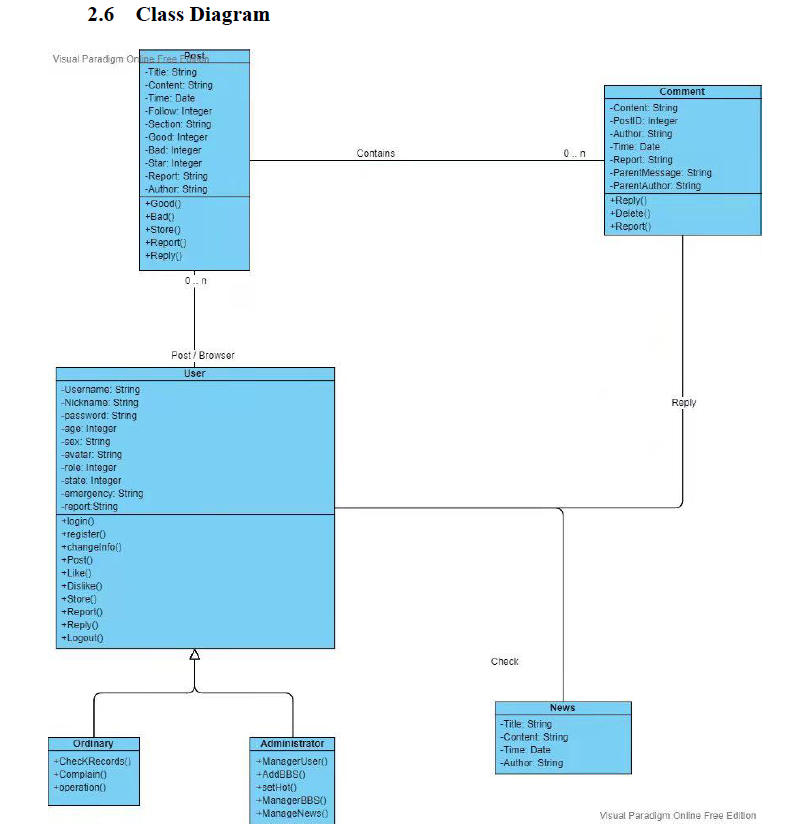 2.6 Class Diagram
Visual Paradigm Online Free Edition
Post
-Title: String
-Content: String
-Time: Date
-Follow: Integer
-Section: String
-Good: Integer
-Bad: Integer
-Star: Integer
-Report: String
-Author: String
+Good()
+Bad()
+Store()
+Report()
+Reply()
Contains
0 .. n
Comment
-Content: String
-PostID: Integer
-Author: String
-Time: Date
-Report: String
-ParentMessage: String
-ParentAuthor: String
+Reply()
+Delete()
+Report()
0 .. n
Post / Browser
User
-Username: String
-Nickname: String
-password: String
-age: Integer
-sex: String
-avatar: String
-role: Integer
-state: Integer
-emergency: String
-report:String
+login()
+register()
+changeInfo()
+Post()
+Like()
+Dislike()
+Store()
+Report()
+Reply()
+Logout()
Reply
Check
News
-Title: String
-Content: String
-Time: Date
-Author: String
Ordinary
+ChecKRecords()
+Complain()
+operation()
Administrator
+ManagerUser()
+AddBBS()
+setHot()
+ManagerBBS()
+ManageNews()
Visual Paradigm Online Free Edition